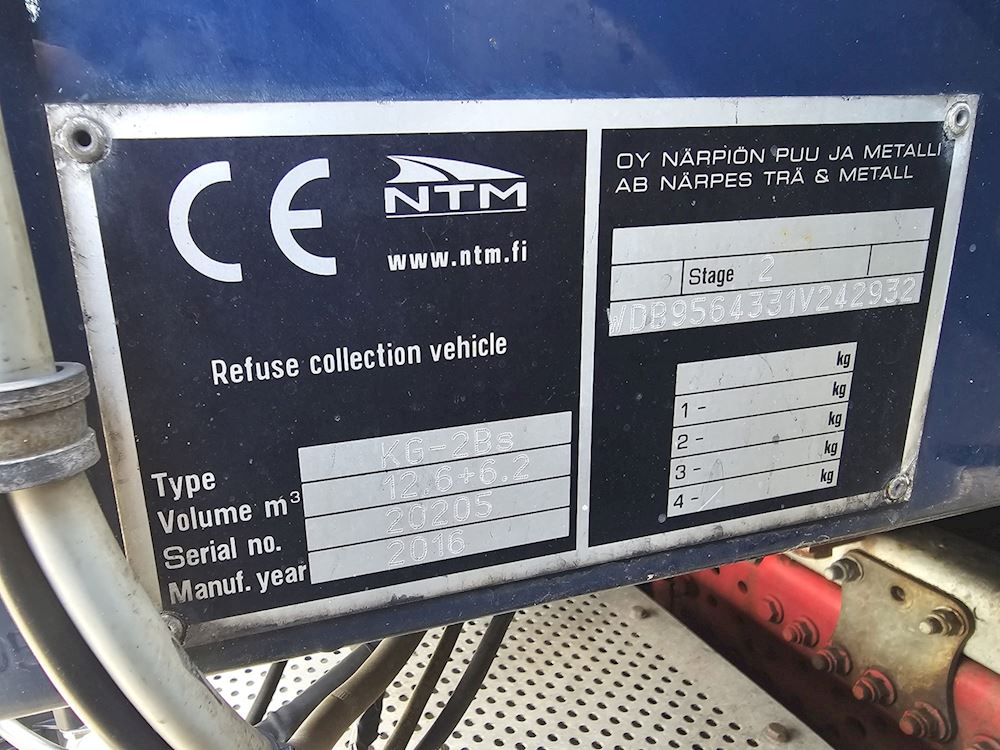 CE
NTM
www.ntm.fi
Refuse collection vehicle
Type KG-2Bs
Volume m³ 12.6+6.2
Serial no. 20205
Manuf. year 2016
OY NÄRPIÖN PUU JA METALLI
AB NÄRPES TRÄ & METALL
Stage 2
WDB9564331V242932
kg
1 - kg
2 - kg
3 - kg
4 - kg